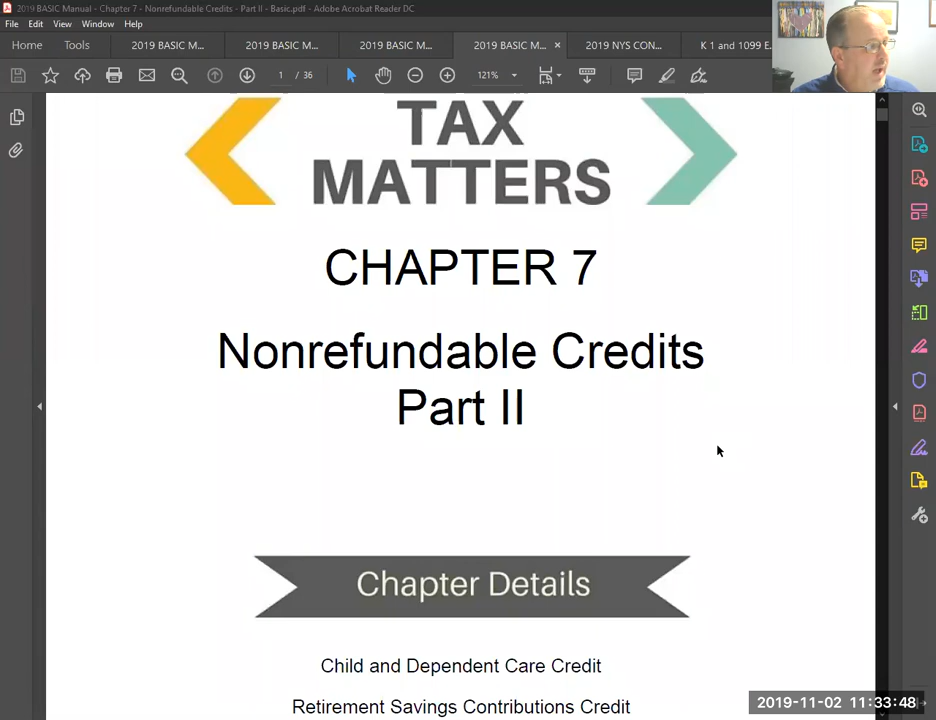 2019 BASIC Manual - Chapter 7 - Nonrefundable Credits - Part II - Basic.pdf - Adobe Acrobat Reader DC
File Edit View Window Help
Home Tools 2019 BASIC M... 2019 BASIC M... 2019 BASIC M... 2019 BASIC M... × 2019 NYS CON... K 1 and 1099 E.
1 / 36 121%
TAX
MATTERS
CHAPTER 7
Nonrefundable Credits
Part II
Chapter Details
Child and Dependent Care Credit
Retirement Savings Contributions Credit
2019-11-02 11:33:48